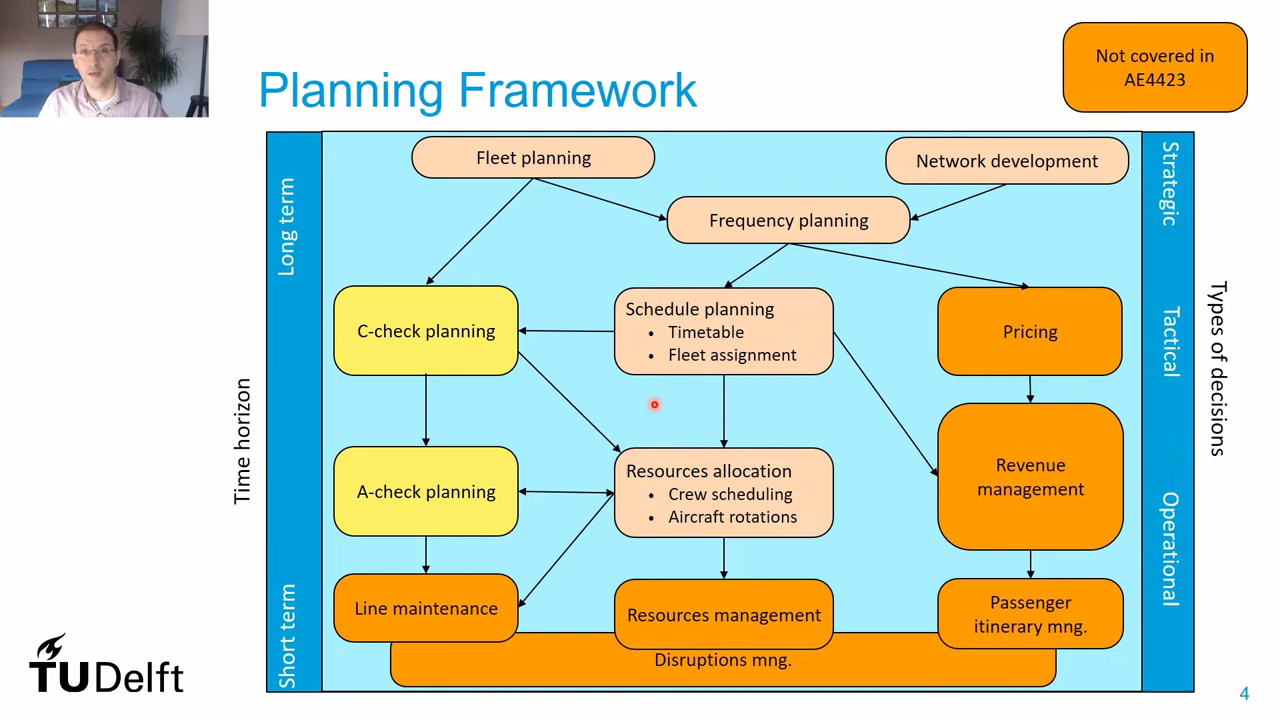 Not covered in
AE4423
Planning Framework
Fleet planning
Network development
Strategic
Long term
Frequency planning
C-check planning
Schedule planning
• Timetable
• Fleet assignment
Pricing
Tactical
Types of decisions
Time horizon
A-check planning
Resources allocation
• Crew scheduling
• Aircraft rotations
Revenue
management
Operational
Short term
Line maintenance
Resources management
Passenger
itinerary mng.
Disruptions mng.
TU Delft
4